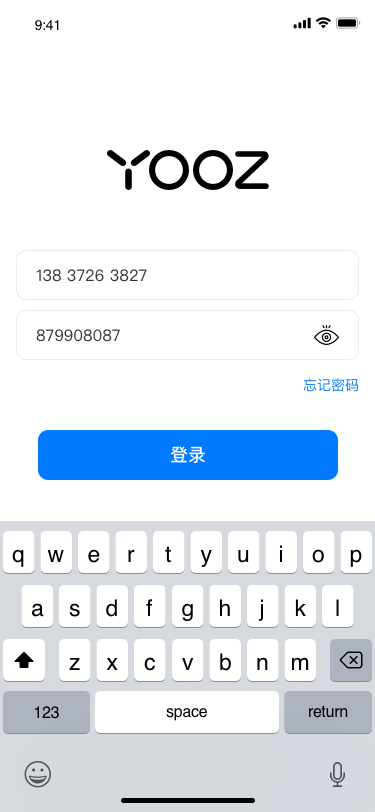 9:41
YOOZ
138 3726 3827
879908087
忘记密码
登录
q w e r t y u i o p
a s d f g h j k l
z x c v b n m
123 space return